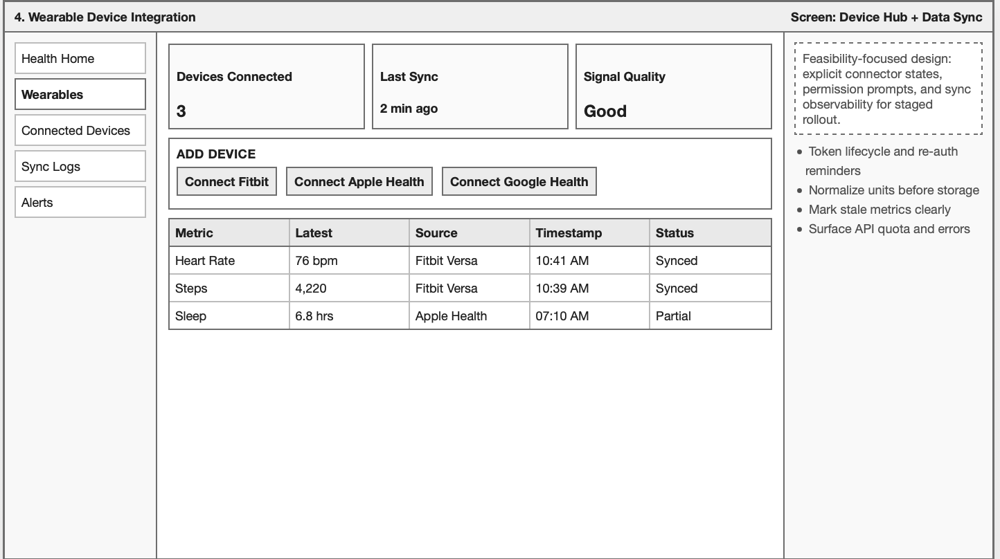 4. Wearable Device Integration
Screen: Device Hub + Data Sync
Health Home
Wearables
Connected Devices
Sync Logs
Alerts
Devices Connected
3
Last Sync
2 min ago
Signal Quality
Good
ADD DEVICE
Connect Fitbit
Connect Apple Health
Connect Google Health
Metric Latest Source Timestamp Status
Heart Rate 76 bpm Fitbit Versa 10:41 AM Synced
Steps 4,220 Fitbit Versa 10:39 AM Synced
Sleep 6.8 hrs Apple Health 07:10 AM Partial
Feasibility-focused design:
explicit connector states,
permission prompts, and sync
observability for staged
rollout.
• Token lifecycle and re-auth
reminders
• Normalize units before storage
• Mark stale metrics clearly
• Surface API quota and errors